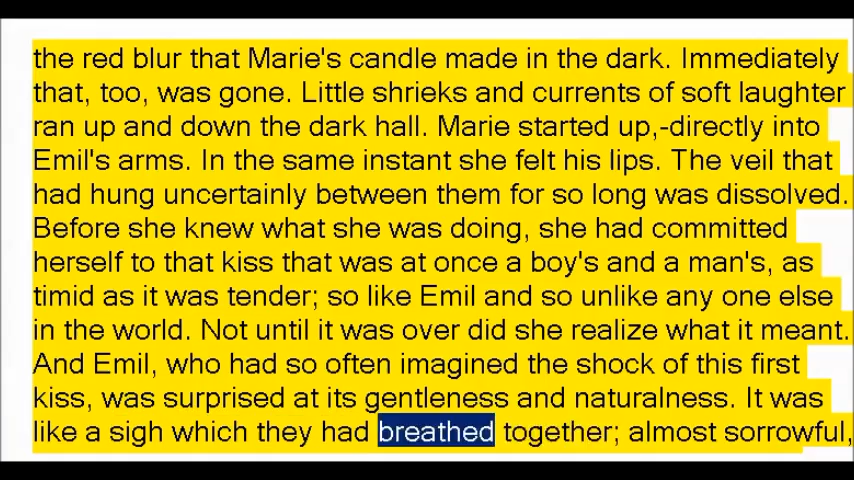 the red blur that Marie's candle made in the dark. Immediately
that, too, was gone. Little shrieks and currents of soft laughter
ran up and down the dark hall. Marie started up,-directly into
Emil's arms. In the same instant she felt his lips. The veil that
had hung uncertainly between them for so long was dissolved.
Before she knew what she was doing, she had committed
herself to that kiss that was at once a boy's and a man's, as
timid as it was tender; so like Emil and so unlike any one else
in the world. Not until it was over did she realize what it meant.
And Emil, who had so often imagined the shock of this first
kiss, was surprised at its gentleness and naturalness. It was
like a sigh which they had breathed together; almost sorrowful,